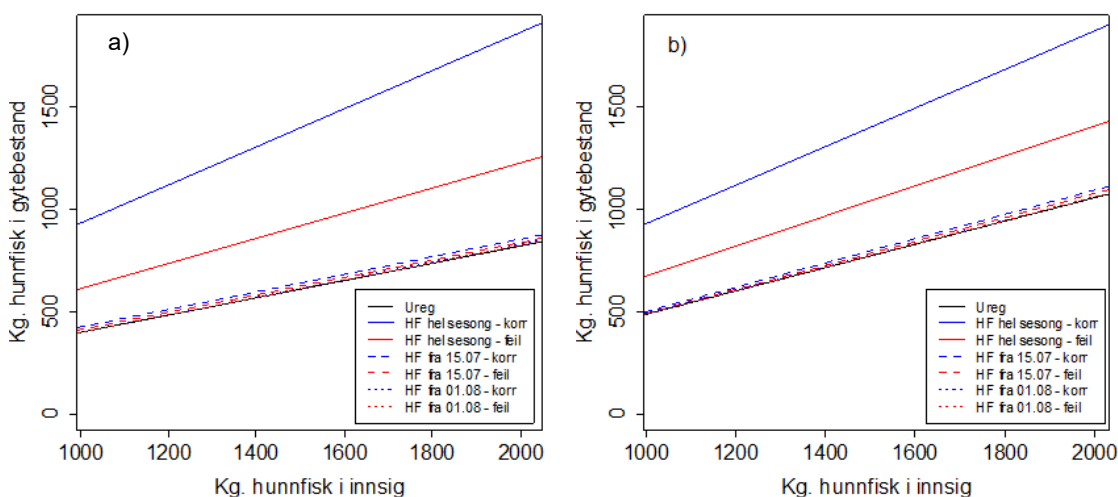 a)
Kg. hunnfisk i gytebestand
1500
1000
500
0
Ureg
HF hel sesong - korr
HF hel sesong - feil
HF fra 15.07 - korr
HF fra 15.07 - feil
HF fra 01.08 - korr
HF fra 01.08 - feil
1000 1200 1400 1600 1800 2000
Kg. hunnfisk i innsig
b)
Kg. hunnfisk i gytebestand
1500
1000
500
0
Ureg
HF hel sesong - korr
HF hel sesong - feil
HF fra 15.07 - korr
HF fra 15.07 - feil
HF fra 01.08 - korr
HF fra 01.08 - feil
1000 1200 1400 1600 1800 2000
Kg. hunnfisk i innsig